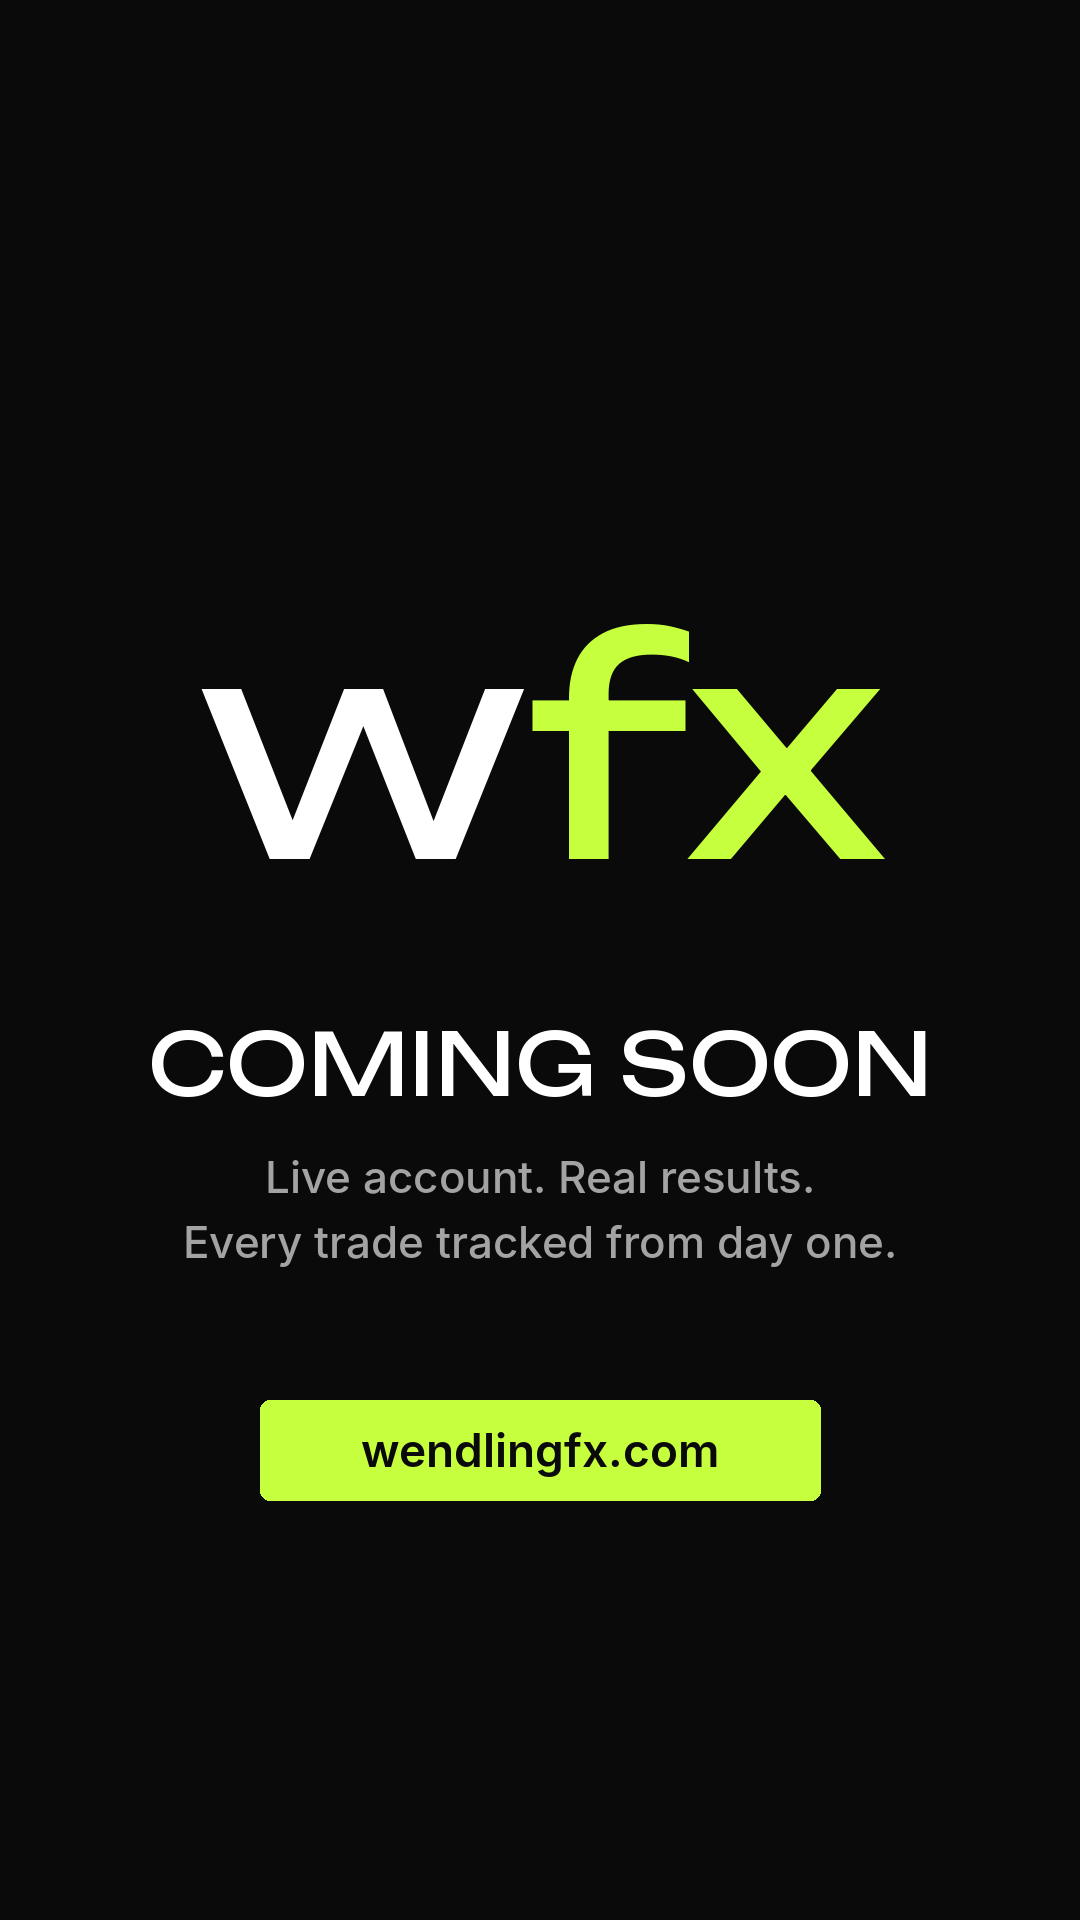 wfx
COMING SOON
Live account. Real results.
Every trade tracked from day one.
wendlingfx.com